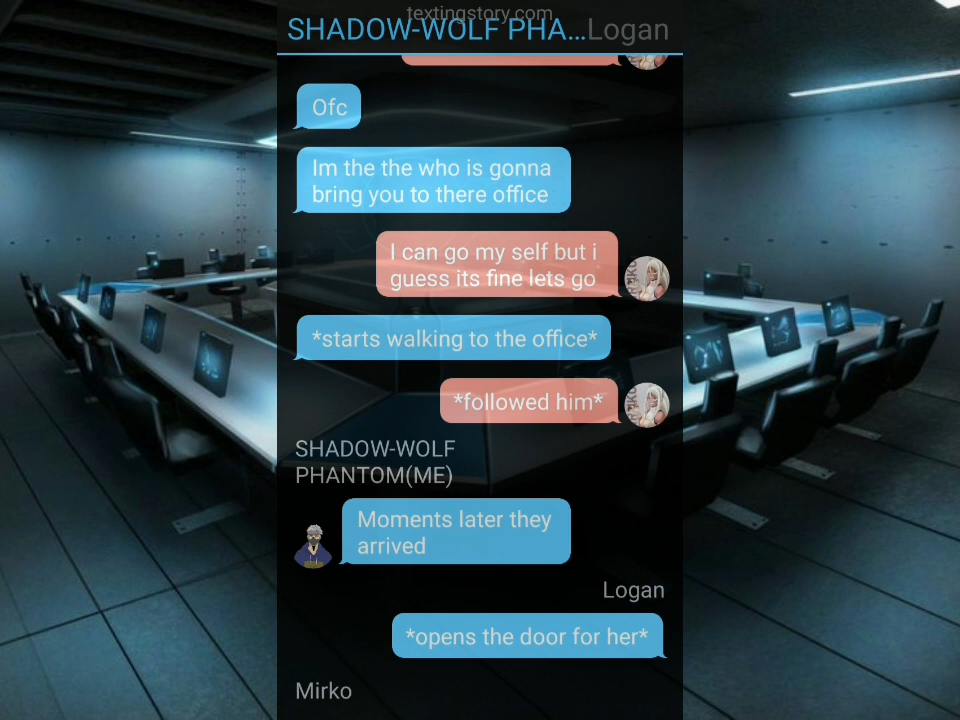 textingstory.com
SHADOW-WOLF PHA...Logan
Ofc
Im the the who is gonna
bring you to there office
I can go my self but i
guess its fine lets go
*starts walking to the office*
*followed him*
SHADOW-WOLF
PHANTOM(ME)
Moments later they
arrived
Logan
*opens the door for her*
Mirko